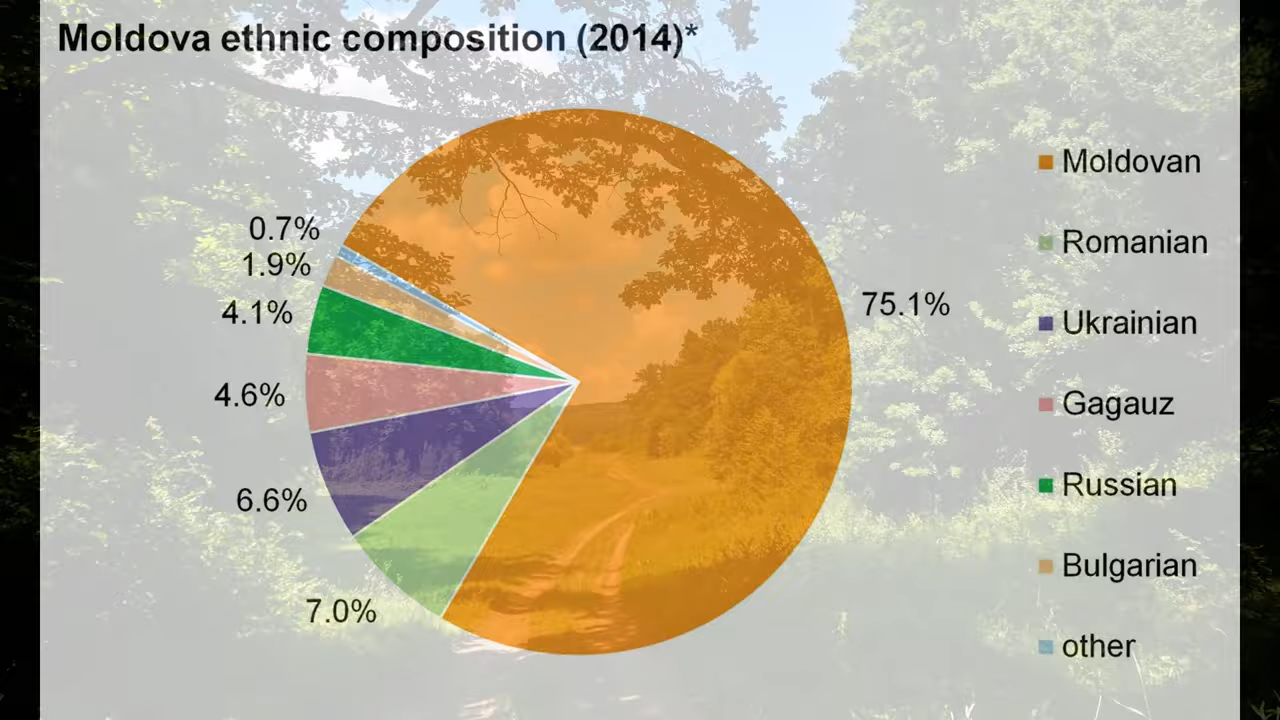 Moldova ethnic composition (2014)*
0.7%
1.9%
4.1%
4.6%
6.6%
7.0%
75.1%
Moldovan
Romanian
Ukrainian
Gagauz
Russian
Bulgarian
other